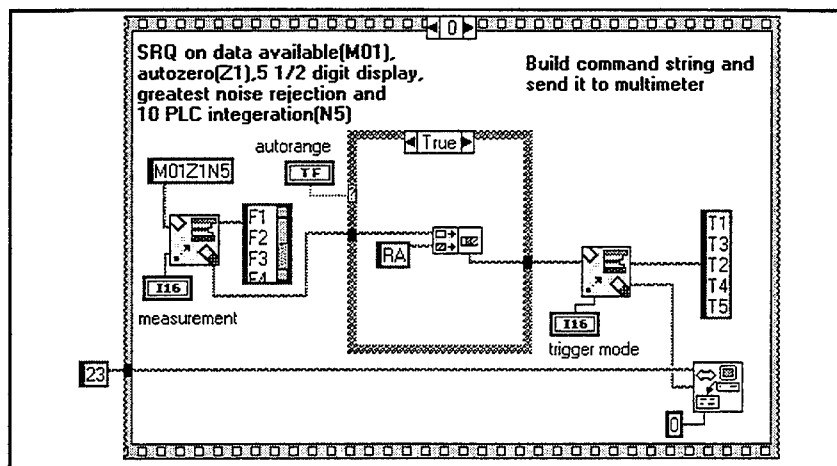 0
SRQ on data available(M01),
autozero(Z1),5 1/2 digit display,
greatest noise rejection and
10 PLC integeration(N5)
Build command string and
send it to multimeter
autorange
TF
True
?
M01Z1N5
F1
F2
F3
F4
I16
measurement
RA
T1
T3
T2
T4
T5
I16
trigger mode
23
0